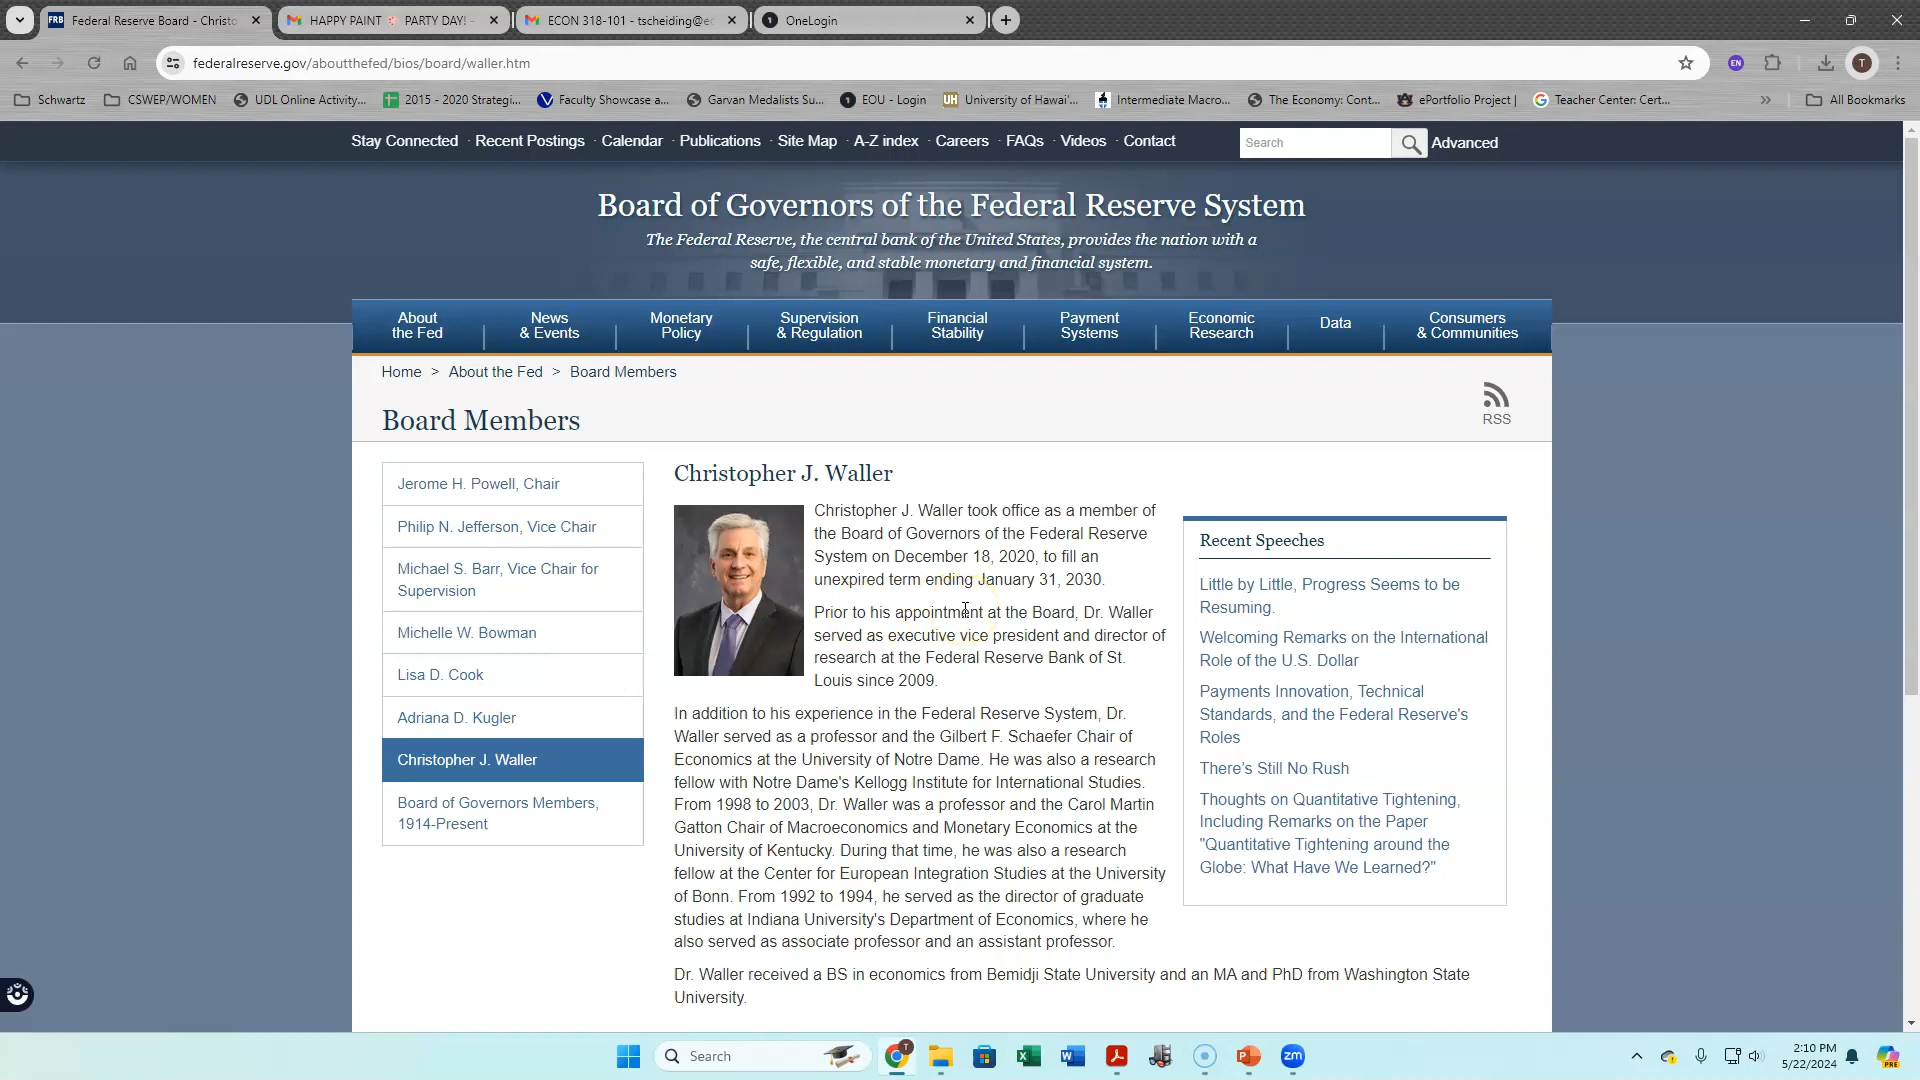 Federal Reserve Board - Christo
HAPPY PAINT PARTY DAY! -
ECON 318-101 - tscheiding@ec
OneLogin
federalreserve.gov/aboutthefed/bios/board/waller.htm
EN
T
Schwartz
CSWEP/WOMEN
UDL Online Activity...
2015 - 2020 Strategi...
Faculty Showcase a...
Garvan Medalists Su...
EOU - Login
University of Hawai'...
Intermediate Macro...
The Economy: Cont...
ePortfolio Project |
Teacher Center: Cert...
All Bookmarks
Stay Connected · Recent Postings · Calendar · Publications · Site Map · A-Z index · Careers · FAQs · Videos · Contact
Search
Advanced
Board of Governors of the Federal Reserve System
The Federal Reserve, the central bank of the United States, provides the nation with a
safe, flexible, and stable monetary and financial system.
About
the Fed
News
& Events
Monetary
Policy
Supervision
& Regulation
Financial
Stability
Payment
Systems
Economic
Research
Data
Consumers
& Communities
Home > About the Fed > Board Members
Board Members
RSS
Jerome H. Powell, Chair
Philip N. Jefferson, Vice Chair
Michael S. Barr, Vice Chair for
Supervision
Michelle W. Bowman
Lisa D. Cook
Adriana D. Kugler
Christopher J. Waller
Board of Governors Members,
1914-Present
Christopher J. Waller
Christopher J. Waller took office as a member of
the Board of Governors of the Federal Reserve
System on December 18, 2020, to fill an
unexpired term ending January 31, 2030.
Prior to his appointment at the Board, Dr. Waller
served as executive vice president and director of
research at the Federal Reserve Bank of St.
Louis since 2009.
In addition to his experience in the Federal Reserve System, Dr.
Waller served as a professor and the Gilbert F. Schaefer Chair of
Economics at the University of Notre Dame. He was also a research
fellow with Notre Dame's Kellogg Institute for International Studies.
From 1998 to 2003, Dr. Waller was a professor and the Carol Martin
Gatton Chair of Macroeconomics and Monetary Economics at the
University of Kentucky. During that time, he was also a research
fellow at the Center for European Integration Studies at the University
of Bonn. From 1992 to 1994, he served as the director of graduate
studies at Indiana University's Department of Economics, where he
also served as associate professor and an assistant professor.
Dr. Waller received a BS in economics from Bemidji State University and an MA and PhD from Washington State
University.
Recent Speeches
Little by Little, Progress Seems to be
Resuming.
Welcoming Remarks on the International
Role of the U.S. Dollar
Payments Innovation, Technical
Standards, and the Federal Reserve's
Roles
There's Still No Rush
Thoughts on Quantitative Tightening,
Including Remarks on the Paper
"Quantitative Tightening around the
Globe: What Have We Learned?"
Search
2:10 PM
5/22/2024